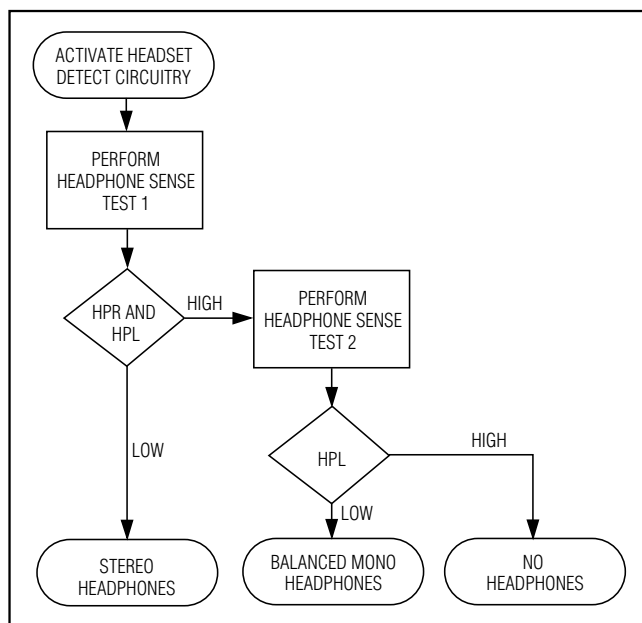 ACTIVATE HEADSET
DETECT CIRCUITRY
PERFORM
HEADPHONE SENSE
TEST 1
HPR AND
HPL
HIGH
PERFORM
HEADPHONE SENSE
TEST 2
LOW
HPL
HIGH
LOW
STEREO
HEADPHONES
BALANCED MONO
HEADPHONES
NO
HEADPHONES